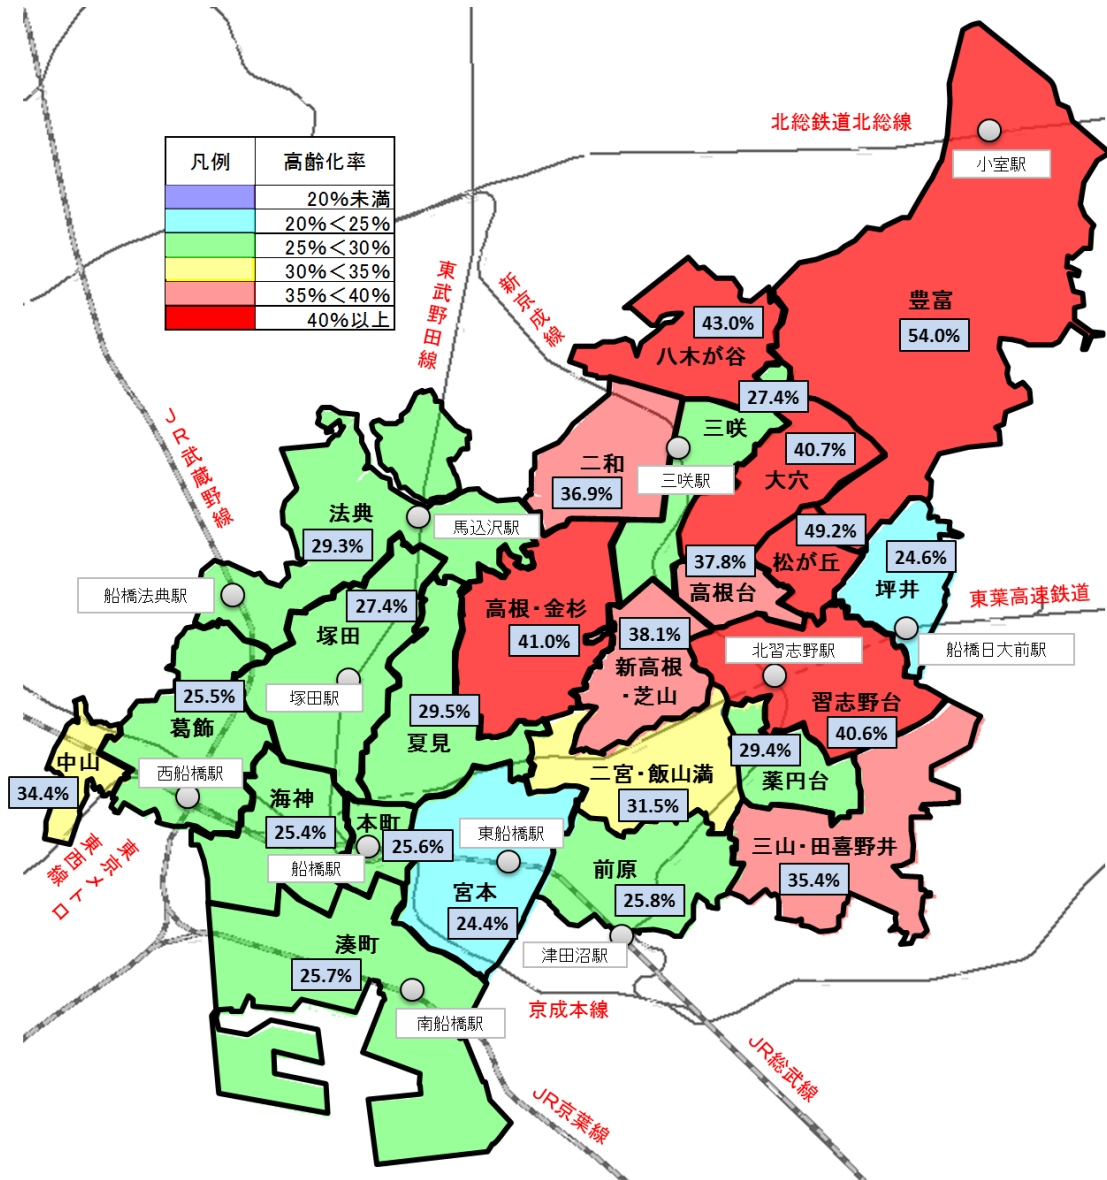 北総鉄道北総線
小室駅
凡例 高齢化率
20%未満
20%<25%
25%<30%
30%<35%
35%<40%
40%以上
東武野田線
新京成線
豊富
54.0%
43.0%
八木が谷
27.4%
三咲
JR武蔵野線
40.7%
大穴
二和
36.9%
三咲駅
法典
29.3%
馬込沢駅
49.2%
松が丘
24.6%
坪井
37.8%
高根台
船橋法典駅
27.4%
塚田
高根・金杉
41.0%
東葉高速鉄道
38.1%
新高根
・芝山
北習志野駅
船橋日大前駅
25.5%
葛飾
塚田駅
29.5%
夏見
習志野台
40.6%
29.4%
薬円台
中山
34.4%
西船橋駅
二宮・飯山満
31.5%
海神
25.4%
本町
25.6%
東船橋駅
船橋駅
三山・田喜野井
35.4%
前原
25.8%
東京メトロ
東西線
宮本
24.4%
湊町
25.7%
津田沼駅
南船橋駅
京成本線
JR総武線
JR京葉線